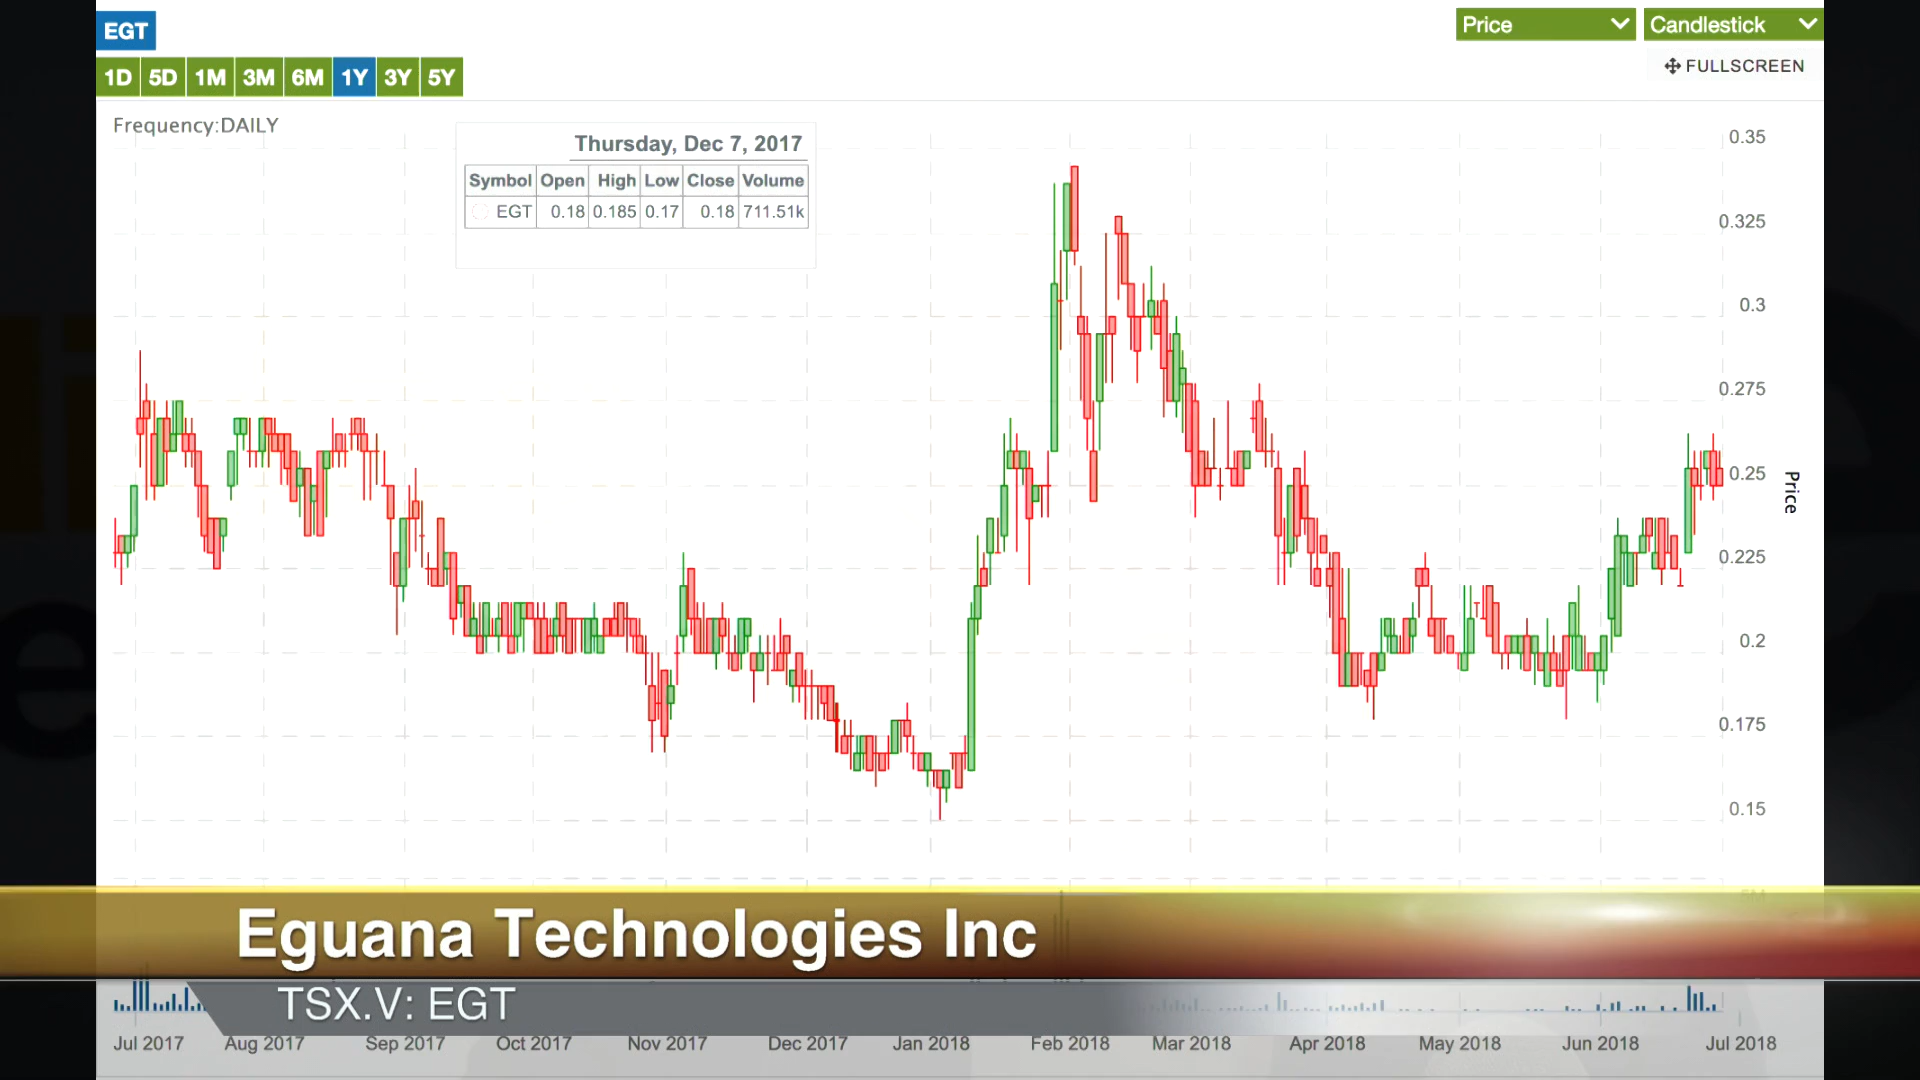 EGT
Price
Candlestick
1D 5D 1M 3M 6M 1Y 3Y 5Y
FULLSCREEN
Frequency:DAILY
Thursday, Dec 7, 2017
Symbol Open High Low Close Volume
EGT 0.18 0.185 0.17 0.18 711.51k
0.35
0.325
0.3
0.275
0.25
0.225
0.2
0.175
0.15
Price
Eguana Technologies Inc
TSX.V: EGT
Jul 2017 Aug 2017 Sep 2017 Oct 2017 Nov 2017 Dec 2017 Jan 2018 Feb 2018 Mar 2018 Apr 2018 May 2018 Jun 2018 Jul 2018